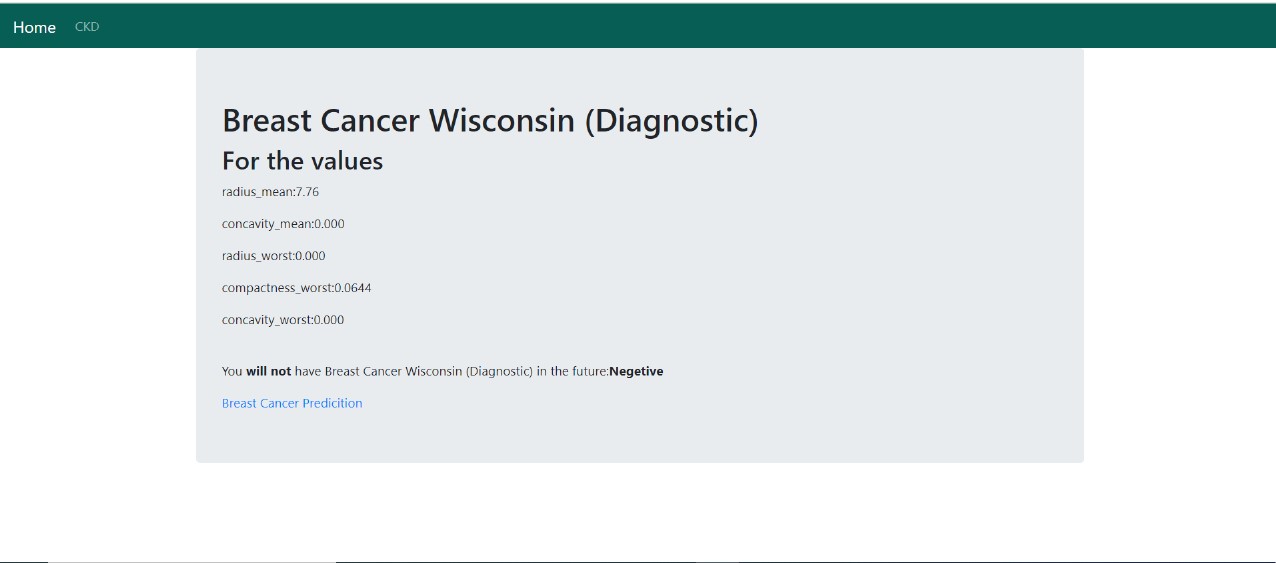 Home CKD
Breast Cancer Wisconsin (Diagnostic)
For the values
radius_mean:7.76
concavity_mean:0.000
radius_worst:0.000
compactness_worst:0.0644
concavity_worst:0.000
You will not have Breast Cancer Wisconsin (Diagnostic) in the future:Negetive
Breast Cancer Predicition